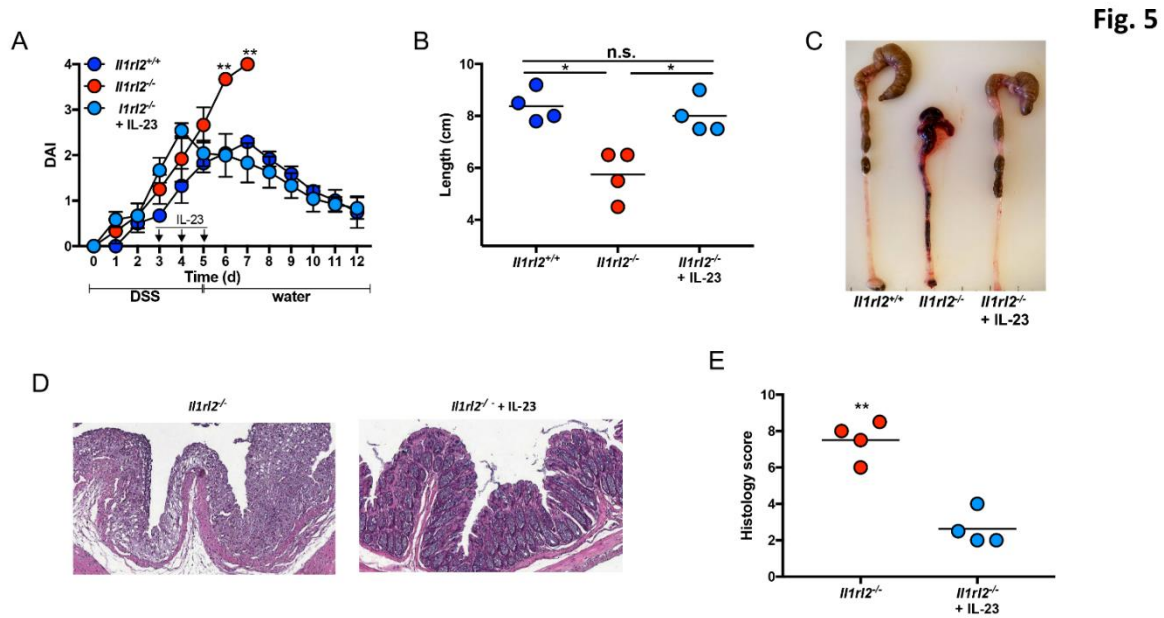 Fig. 5
A
Il1rl2+/+
Il1rl2-/-
l1rl2-/-
+ IL-23
DAI
4
3
2
1
0
IL-23
0 1 2 3 4 5 6 7 8 9 10 11 12
Time (d)
DSS water
** **
B
n.s.
* *
Length (cm)
8
6
4
Il1rl2+/+ Il1rl2-/- Il1rl2-/-
+ IL-23
C
Il1rl2+/+ Il1rl2-/- Il1rl2-/-
+ IL-23
D
Il1rl2-/- Il1rl2-/- + IL-23
E
**
Histology score
10
8
6
4
2
0
Il1rl2-/- Il1rl2-/-
+ IL-23